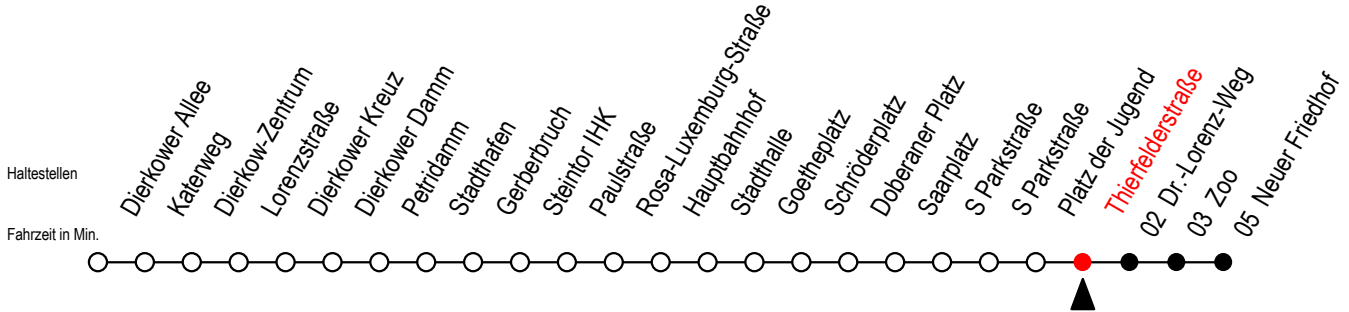 Haltestellen
Fahrzeit in Min.
Dierkower Allee
Katerweg
Dierkow-Zentrum
Lorenzstraße
Dierkower Kreuz
Dierkower Damm
Petridamm
Stadthafen
Gerberbruch
Steintor IHK
Paulstraße
Rosa-Luxemburg-Straße
Hauptbahnhof
Stadthalle
Goetheplatz
Schröderplatz
Doberaner Platz
Saarplatz
S Parkstraße
S Parkstraße
Platz der Jugend
Thierfelderstraße
02 Dr.-Lorenz-Weg
03 Zoo
05 Neuer Friedhof